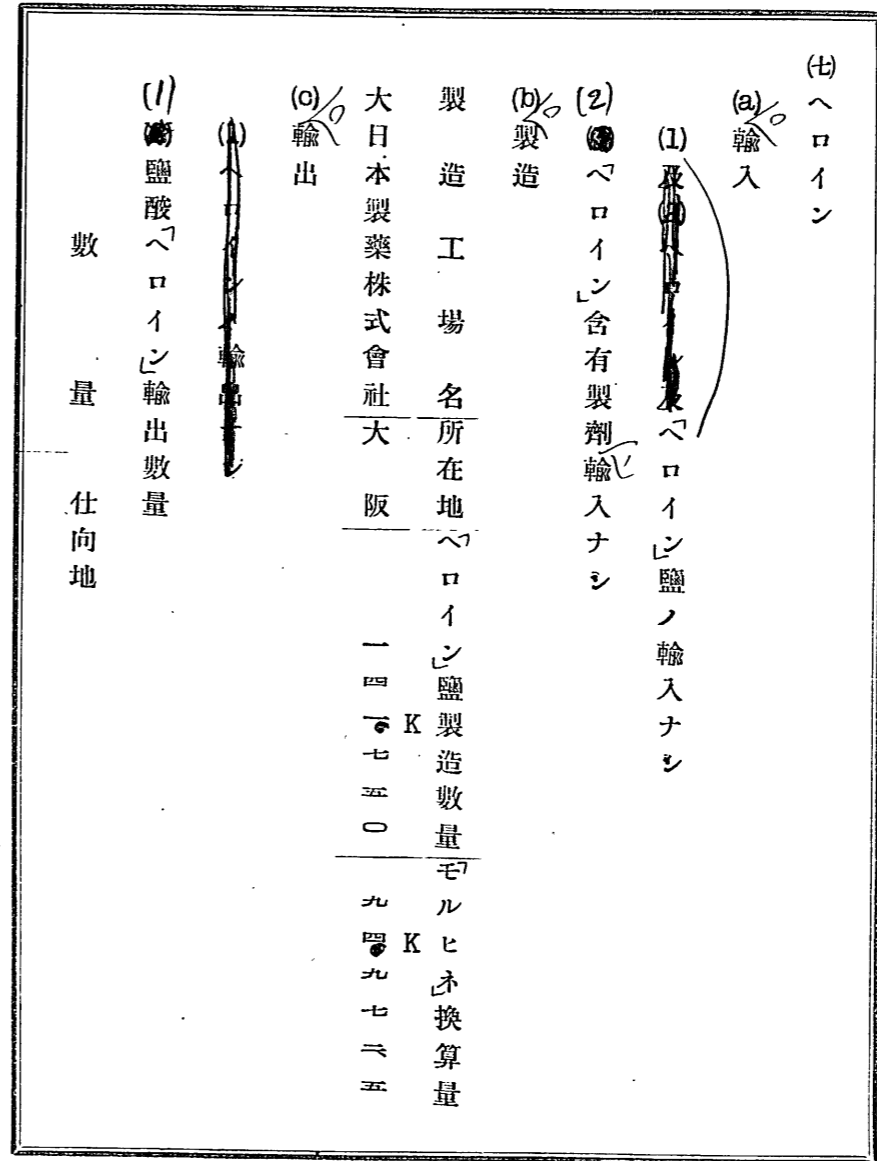 (七)ヘロイン
(a)輸入
(1)「ヘロイン」鹽ノ輸入ナシ
(2)「ヘロイン」含有製劑輸入ナシ
(b)製造
製造工場名 所在地 「ヘロイン」鹽製造數量 「モルヒネ」換算量
K K
大日本製藥株式會社 大阪 一四一.七五〇 九四.九七二五
(c)輸出
(1)鹽酸「ヘロイン」輸出數量
數量 仕向地